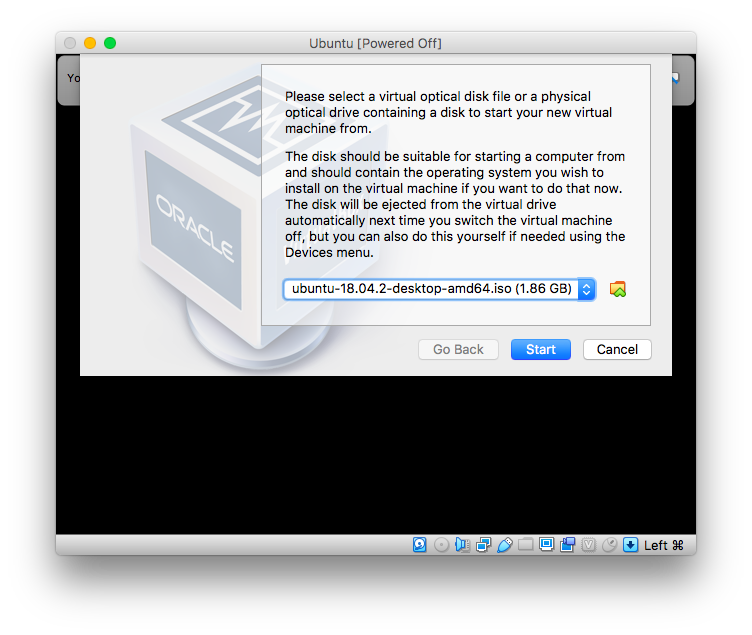 Ubuntu [Powered Off]
Yo
Please select a virtual optical disk file or a physical
optical drive containing a disk to start your new virtual
machine from.
The disk should be suitable for starting a computer from
and should contain the operating system you wish to
install on the virtual machine if you want to do that now.
The disk will be ejected from the virtual drive
automatically next time you switch the virtual machine
off, but you can also do this yourself if needed using the
Devices menu.
ORACLE
ubuntu-18.04.2-desktop-amd64.iso (1.86 GB)
Go Back
Start
Cancel
V
Left ⌘